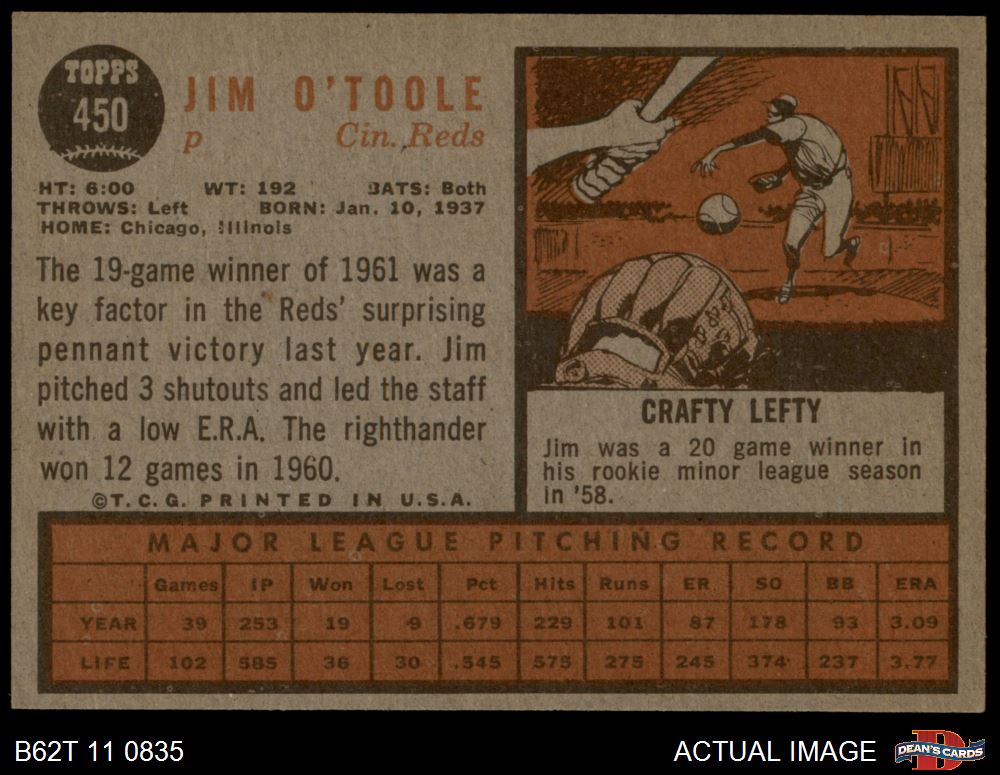 TOPPS
450
JIM O'TOOLE
p Cin. Reds
HT: 6:00 WT: 192 BATS: Both
THROWS: Left BORN: Jan. 10, 1937
HOME: Chicago, Illinois
The 19-game winner of 1961 was a
key factor in the Reds' surprising
pennant victory last year. Jim
pitched 3 shutouts and led the staff
with a low E.R.A. The righthander
won 12 games in 1960.
©T.C.G. PRINTED IN U.S.A.
CRAFTY LEFTY
Jim was a 20 game winner in
his rookie minor league season
in '58.
MAJOR LEAGUE PITCHING RECORD
Games IP Won Lost Pct Hits Runs ER SO BB ERA
YEAR 39 253 19 9 .679 229 101 87 178 93 3.09
LIFE 102 585 36 30 .545 575 275 245 374 237 3.77
B62T 11 0835 ACTUAL IMAGE
D
DEAN'S CARDS